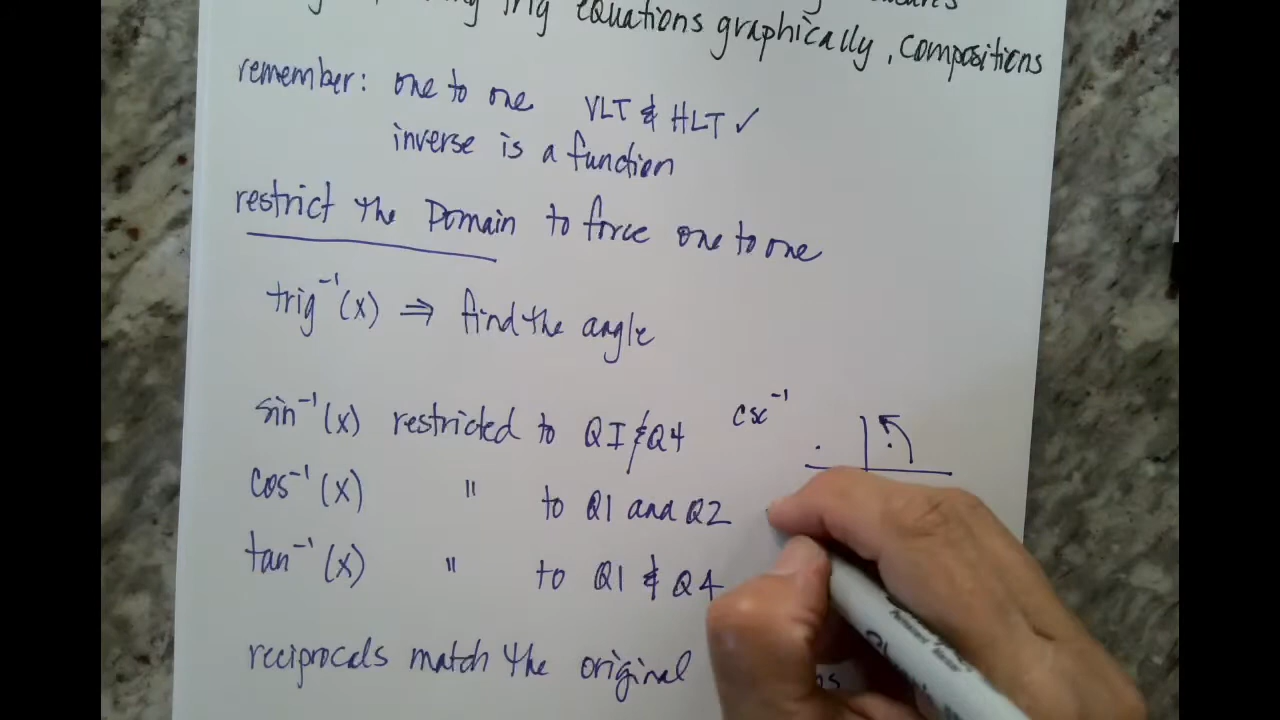 trig equations graphically, compositions
remember: one to one VLT & HLT ✓
inverse is a function
restrict the Domain to force one to one
trig⁻¹(x) ⇒ find the angle
sin⁻¹(x) restricted to QI & Q4 csc⁻¹
cos⁻¹(x) " to Q1 and Q2
tan⁻¹(x) " to Q1 & Q4
reciprocals match the original